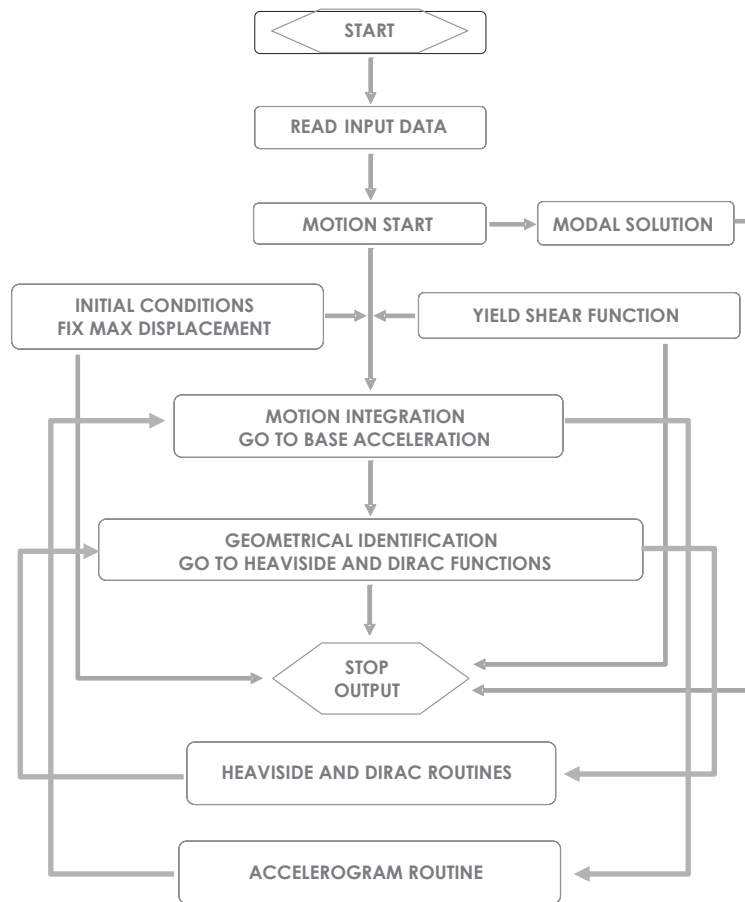 START
READ INPUT DATA
MOTION START
MODAL SOLUTION
INITIAL CONDITIONS
FIX MAX DISPLACEMENT
YIELD SHEAR FUNCTION
MOTION INTEGRATION
GO TO BASE ACCELERATION
GEOMETRICAL IDENTIFICATION
GO TO HEAVISIDE AND DIRAC FUNCTIONS
STOP
OUTPUT
HEAVISIDE AND DIRAC ROUTINES
ACCELEROGRAM ROUTINE